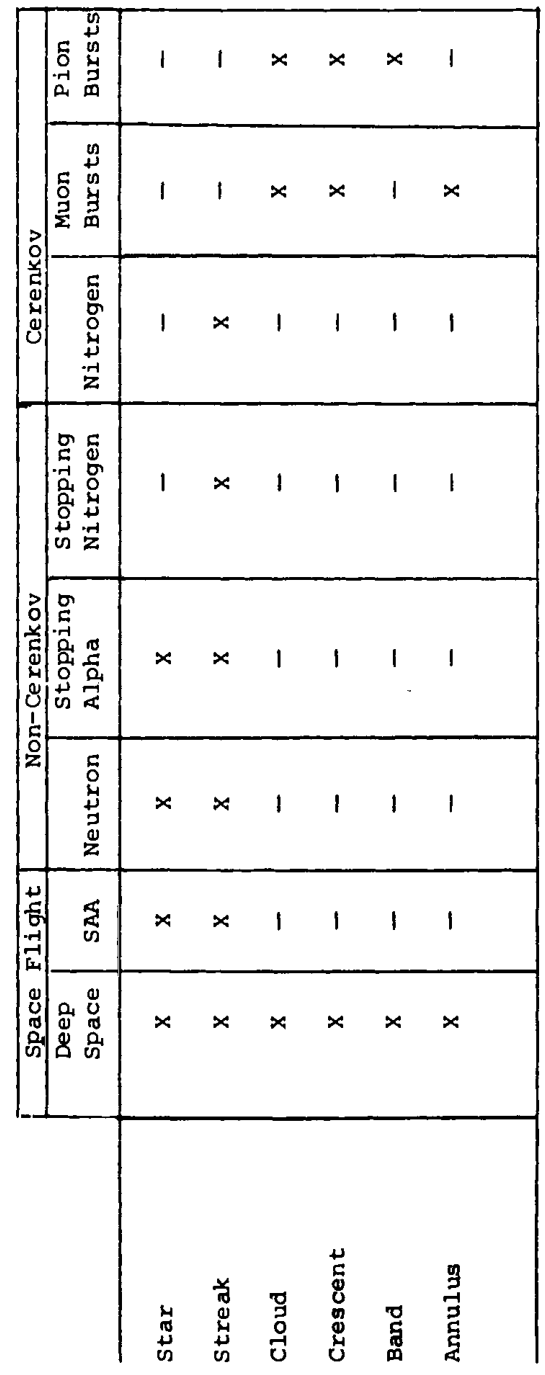 Space Flight Non-Cerenkov Cerenkov
Deep Space SAA Neutron Stopping Alpha Stopping Nitrogen Nitrogen Muon Bursts Pion Bursts
Star X X X X — — — —
Streak X X X X X X — —
Cloud X — — — — — X X
Crescent X — — — — — X X
Band X — — — — — — X
Annulus X — — — — — X —